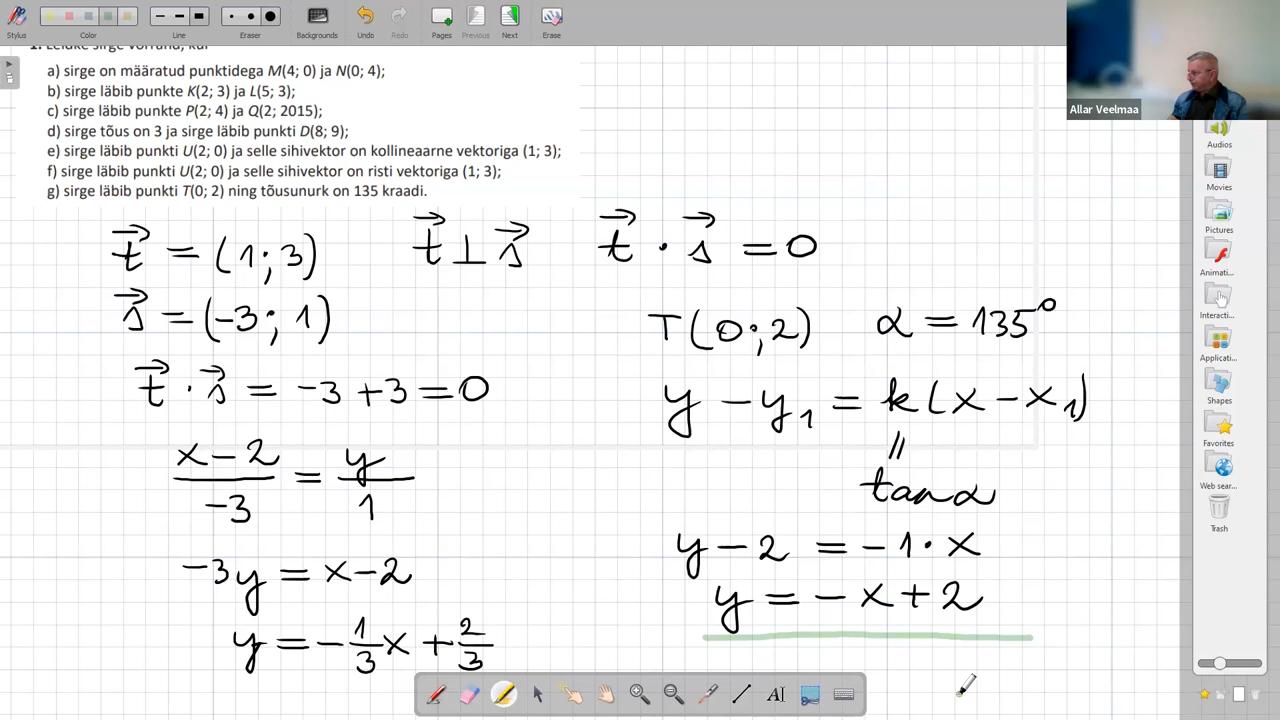 Stylus
Color
Line
Eraser
Backgrounds
Undo
Redo
Pages
Previous
Next
Erase
a) sirge on määratud punktidega M(4; 0) ja N(0; 4);
b) sirge läbib punkte K(2; 3) ja L(5; 3);
c) sirge läbib punkte P(2; 4) ja Q(2; 2015);
d) sirge tõus on 3 ja sirge läbib punkti D(8; 9);
e) sirge läbib punkti U(2; 0) ja selle sihivektor on kollineaarne vektoriga (1; 3);
f) sirge läbib punkti U(2; 0) ja selle sihivektor on risti vektoriga (1; 3);
g) sirge läbib punkti T(0; 2) ning tõusunurk on 135 kraadi.
t⃗ = (1; 3)
t⃗ ⊥ s⃗
t⃗ · s⃗ = 0
s⃗ = (-3; 1)
t⃗ · s⃗ = -3 + 3 = 0
x-2/-3 = y/1
-3y = x - 2
y = -1/3 x + 2/3
T(0; 2) α = 135°
y - y₁ = k(x - x₁)
=
tan α
y - 2 = -1 · x
y = -x + 2
Allar Veelmaa
Audios
Movies
Pictures
Animati...
Interacti...
Applicati...
Shapes
Favorites
Web sear...
Trash
AI